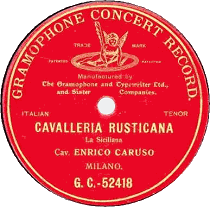 GRAMOPHONE CONCERT RECORD.
TRADE MARK
Manufactured by
The Gramophone and Typewriter Ltd.,
and Sister Companies.
ITALIAN TENOR
CAVALLERIA RUSTICANA
La Siciliana
Cav. ENRICO CARUSO
MILANO.
G. C.-52418